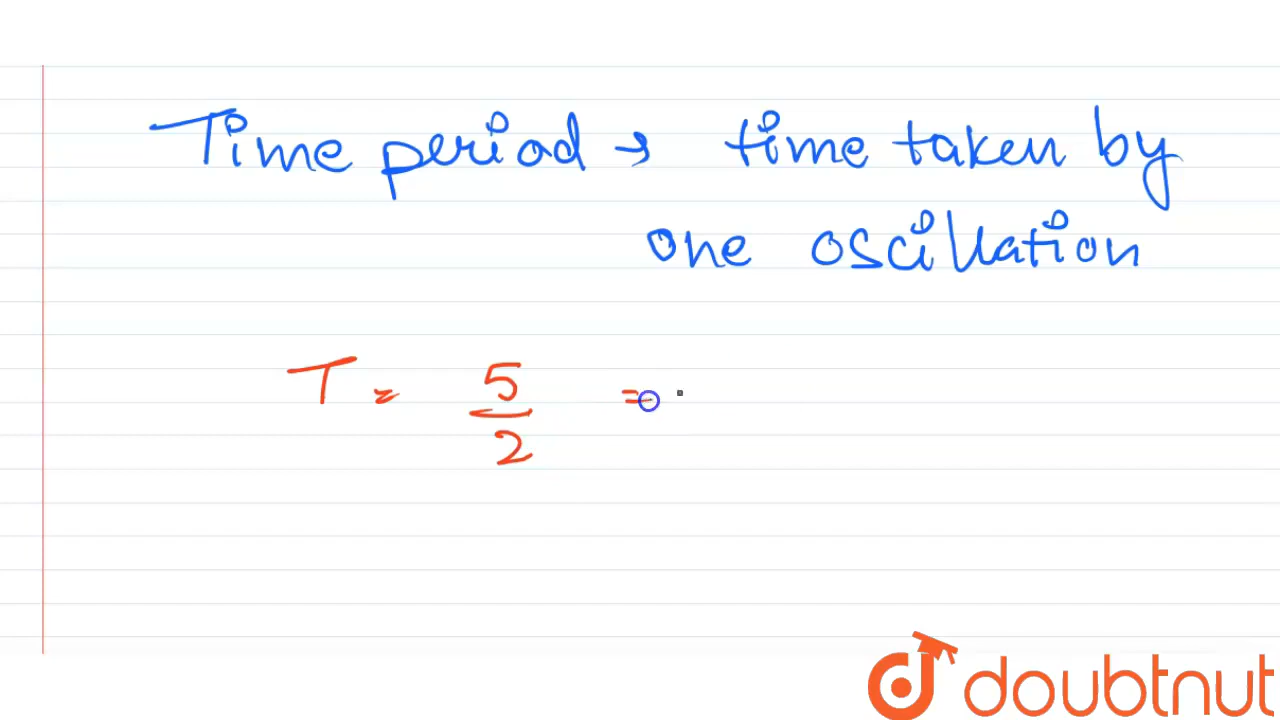 Time period → time taken by
one oscillation
T = 5/2 =
doubtnut